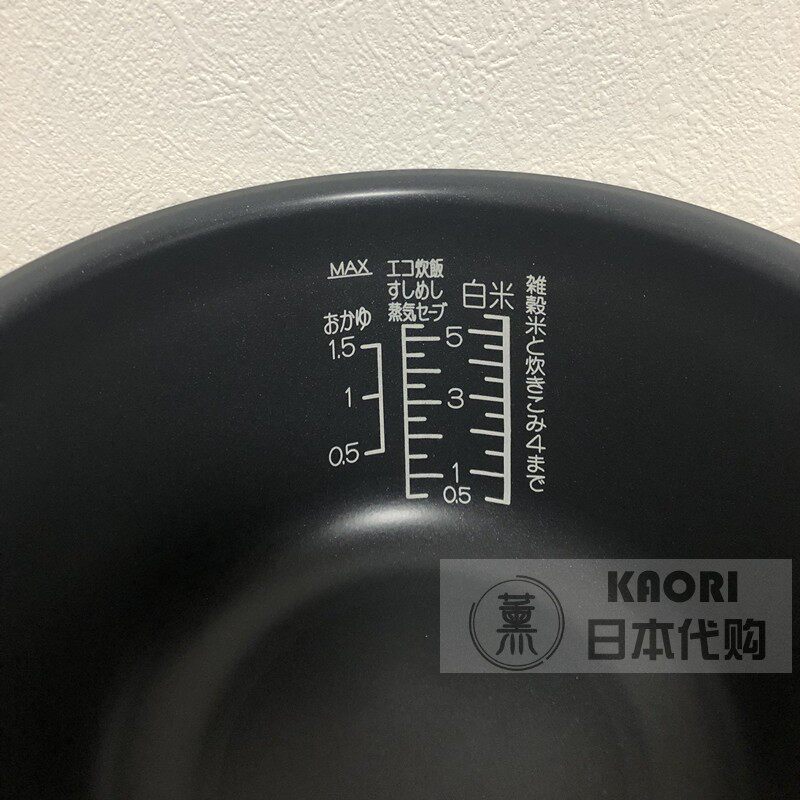 MAX
おかゆ
1.5
1
0.5
エコ炊飯
すしめし
蒸気セーブ
白米
5
3
1
0.5
雑穀米と炊きこみ4まで
薫
KAORI
日本代购